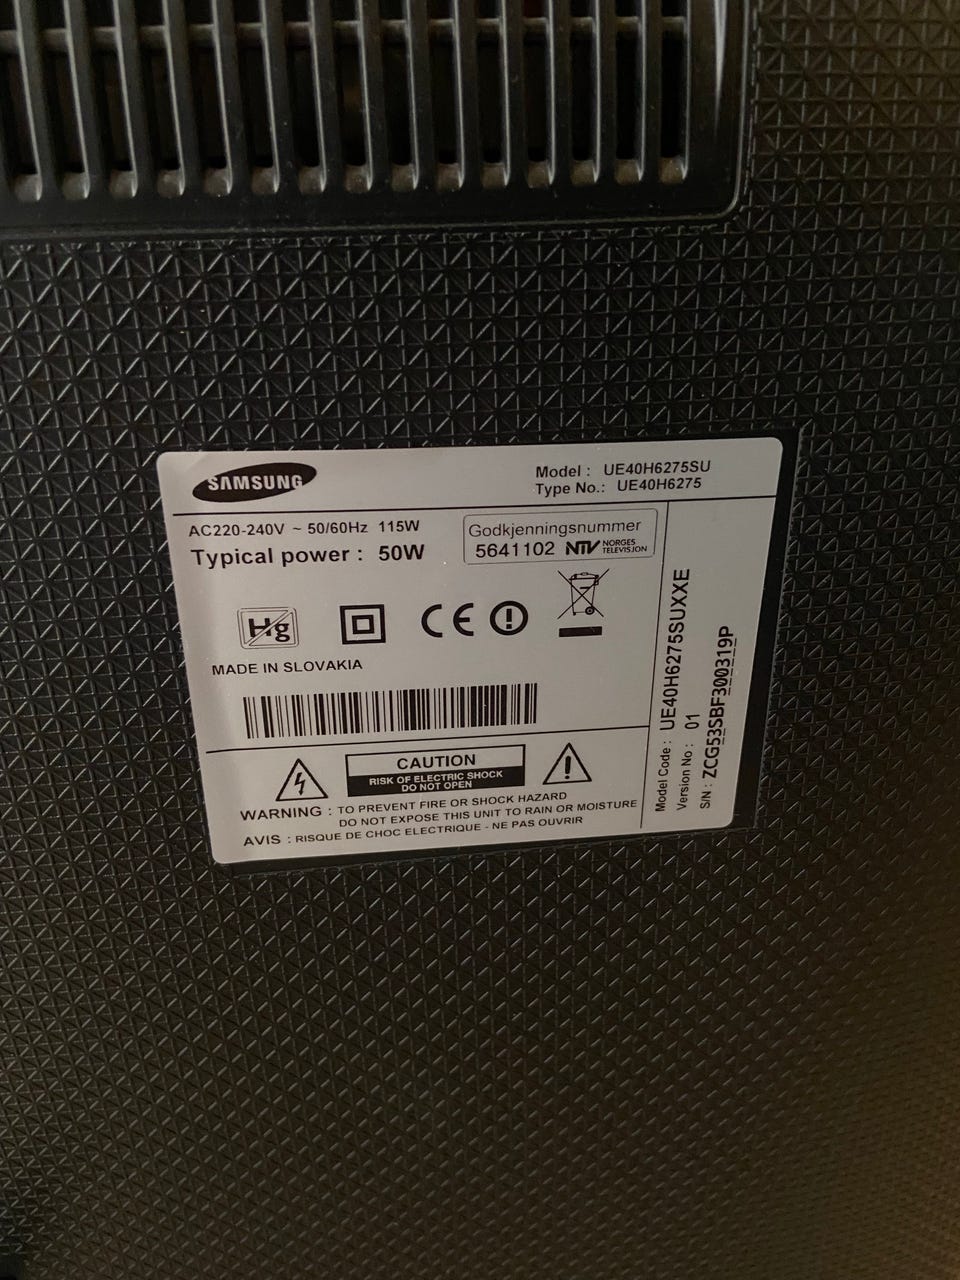 SAMSUNG
Model : UE40H6275SU
Type No.: UE40H6275
AC220-240V ~ 50/60Hz 115W
Typical power : 50W
Godkjenningsnummer
5641102 NTV NORGES TELEVISJON
Hg
CE
MADE IN SLOVAKIA
CAUTION
RISK OF ELECTRIC SHOCK
DO NOT OPEN
WARNING : TO PREVENT FIRE OR SHOCK HAZARD
DO NOT EXPOSE THIS UNIT TO RAIN OR MOISTURE
AVIS : RISQUE DE CHOC ELECTRIQUE - NE PAS OUVRIR
Model Code : UE40H6275SUXXE
Version No : 01
S/N : ZCG53SBF300319P